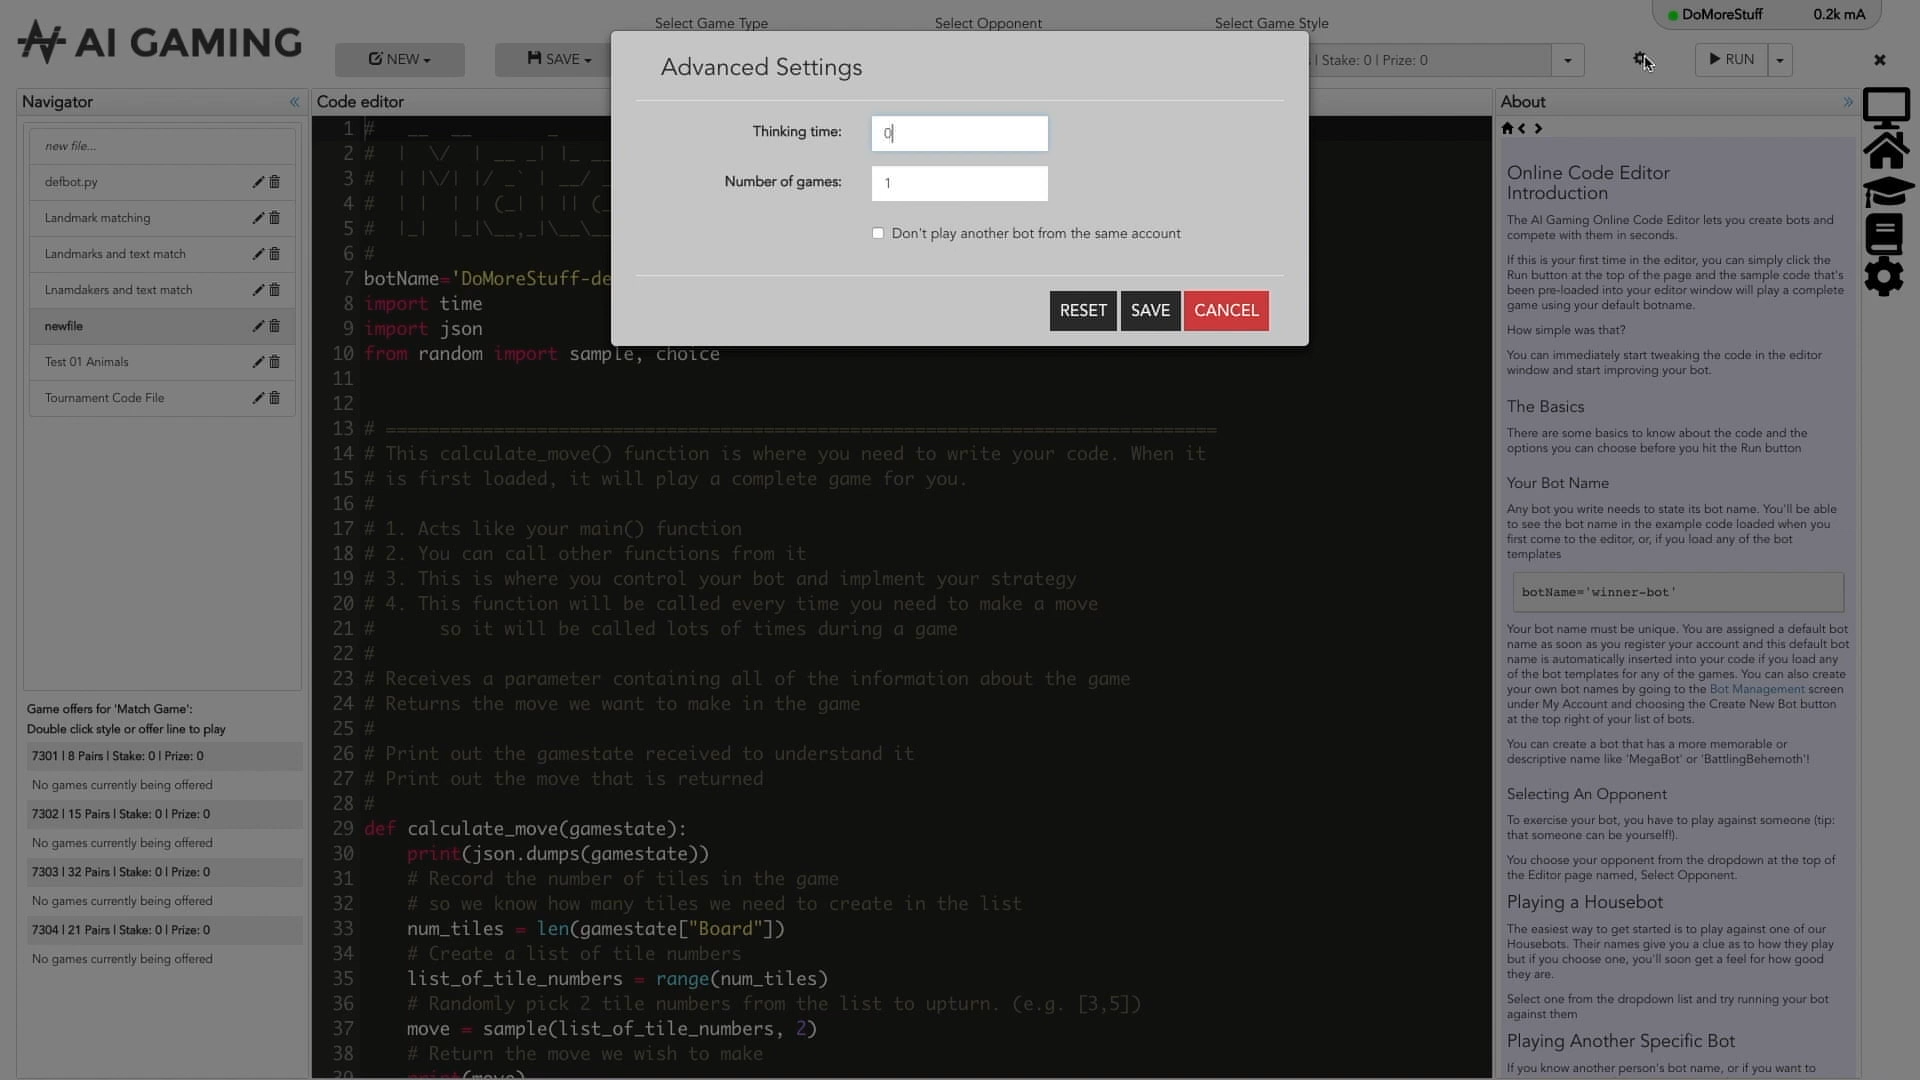 AI GAMING
NEW
SAVE
Select Game Type
Select Opponent
Select Game Style
| Stake: 0 | Prize: 0
DoMoreStuff 0.2k mA
RUN
Advanced Settings
Thinking time: 0
Number of games: 1
Don't play another bot from the same account
RESET SAVE CANCEL
Navigator
new file...
defbot.py
Landmark matching
Landmarks and text match
Lnamdakers and text match
newfile
Test 01 Animals
Tournament Code File
Game offers for 'Match Game':
Double click style or offer line to play
7301 | 8 Pairs | Stake: 0 | Prize: 0
No games currently being offered
7302 | 15 Pairs | Stake: 0 | Prize: 0
No games currently being offered
7303 | 32 Pairs | Stake: 0 | Prize: 0
No games currently being offered
7304 | 21 Pairs | Stake: 0 | Prize: 0
No games currently being offered
Code editor
1 #   __  __       _
2 #  |  \/  | __ _| |_ __
3 #  | |\/| |/ _` | __/ _
4 #  | |  | | (_| | || (_
5 #  |_|  |_|\__,_|\__\__
6 #
7 botName='DoMoreStuff-de
8 import time
9 import json
10 from random import sample, choice
11
12
13 # =============================================================================
14 # This calculate_move() function is where you need to write your code. When it
15 # is first loaded, it will play a complete game for you.
16 #
17 # 1. Acts like your main() function
18 # 2. You can call other functions from it
19 # 3. This is where you control your bot and implment your strategy
20 # 4. This function will be called every time you need to make a move
21 #      so it will be called lots of times during a game
22 #
23 # Receives a parameter containing all of the information about the game
24 # Returns the move we want to make in the game
25 #
26 # Print out the gamestate received to understand it
27 # Print out the move that is returned
28 #
29 def calculate_move(gamestate):
30     print(json.dumps(gamestate))
31     # Record the number of tiles in the game
32     # so we know how many tiles we need to create in the list
33     num_tiles = len(gamestate["Board"])
34     # Create a list of tile numbers
35     list_of_tile_numbers = range(num_tiles)
36     # Randomly pick 2 tile numbers from the list to upturn. (e.g. [3,5])
37     move = sample(list_of_tile_numbers, 2)
38     # Return the move we wish to make
39     print(move)
About
Online Code Editor
Introduction
The AI Gaming Online Code Editor lets you create bots and
compete with them in seconds.
If this is your first time in the editor, you can simply click the
Run button at the top of the page and the sample code that's
been pre-loaded into your editor window will play a complete
game using your default botname.
How simple was that?
You can immediately start tweaking the code in the editor
window and start improving your bot.
The Basics
There are some basics to know about the code and the
options you can choose before you hit the Run button
Your Bot Name
Any bot you write needs to state its bot name. You'll be able
to see the bot name in the example code loaded when you
first come to the editor, or, if you load any of the bot
templates
botName='winner-bot'
Your bot name must be unique. You are assigned a default bot
name as soon as you register your account and this default bot
name is automatically inserted into your code if you load any
of the bot templates for any of the games. You can also create
your own bot names by going to the Bot Management screen
under My Account and choosing the Create New Bot button
at the top right of your list of bots.
You can create a bot that has a more memorable or
descriptive name like 'MegaBot' or 'BattlingBehemoth'!
Selecting An Opponent
To exercise your bot, you have to play against someone (tip:
that someone can be yourself!).
You choose your opponent from the dropdown at the top of
the Editor page named, Select Opponent.
Playing a Housebot
The easiest way to get started is to play against one of our
Housebots. Their names give you a clue as to how they play
but if you choose one, you'll soon get a feel for how good
they are.
Select one from the dropdown list and try running your bot
against them
Playing Another Specific Bot
If you know another person's bot name, or if you want to